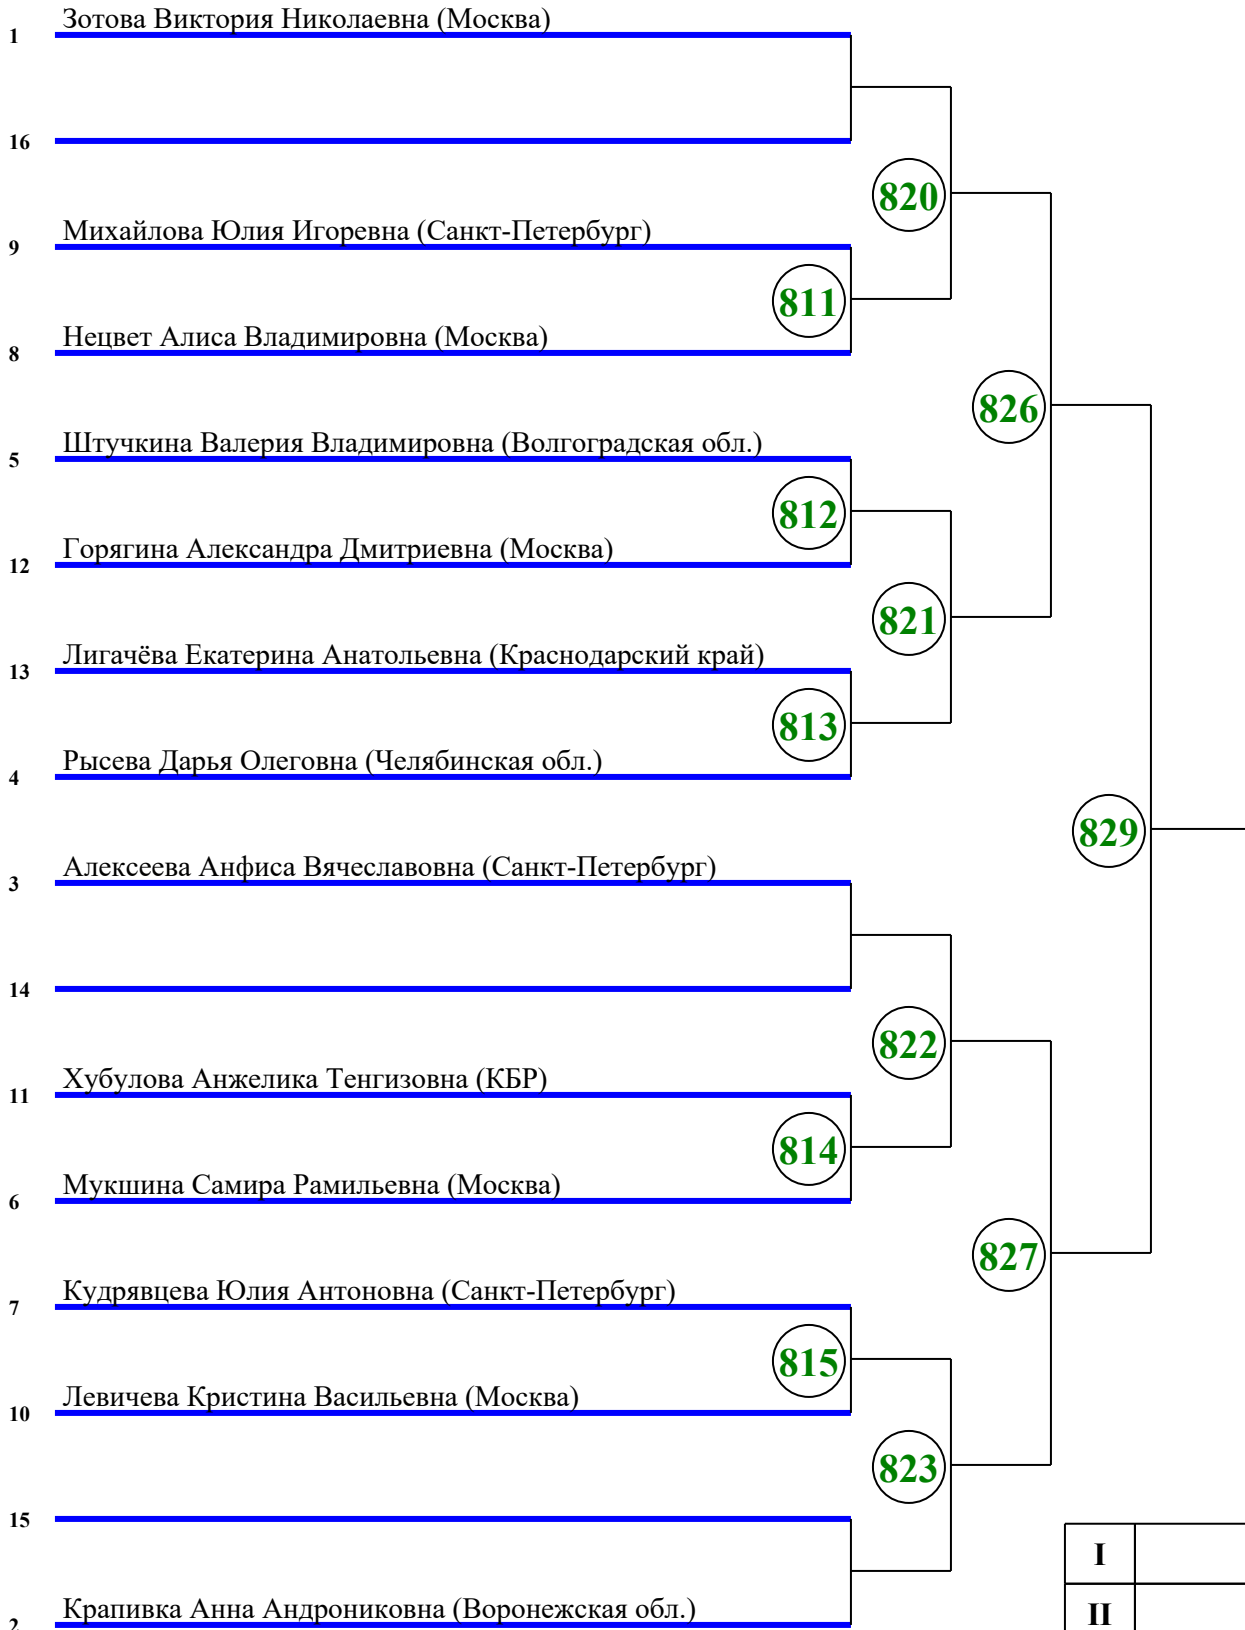 Зотова Виктория Николаевна (Москва)
1
16
820
Михайлова Юлия Игоревна (Санкт-Петербург)
9
811
Нецвет Алиса Владимировна (Москва)
8
826
Штучкина Валерия Владимировна (Волгоградская обл.)
5
812
Горягина Александра Дмитриевна (Москва)
12
821
Лигачёва Екатерина Анатольевна (Краснодарский край)
13
813
Рысева Дарья Олеговна (Челябинская обл.)
4
829
Алексеева Анфиса Вячеславовна (Санкт-Петербург)
3
14
822
Хубулова Анжелика Тенгизовна (КБР)
11
814
Мукшина Самира Рамильевна (Москва)
6
827
Кудрявцева Юлия Антоновна (Санкт-Петербург)
7
815
Левичева Кристина Васильевна (Москва)
10
823
15
I
Крапивка Анна Андрониковна (Воронежская обл.)
2
II